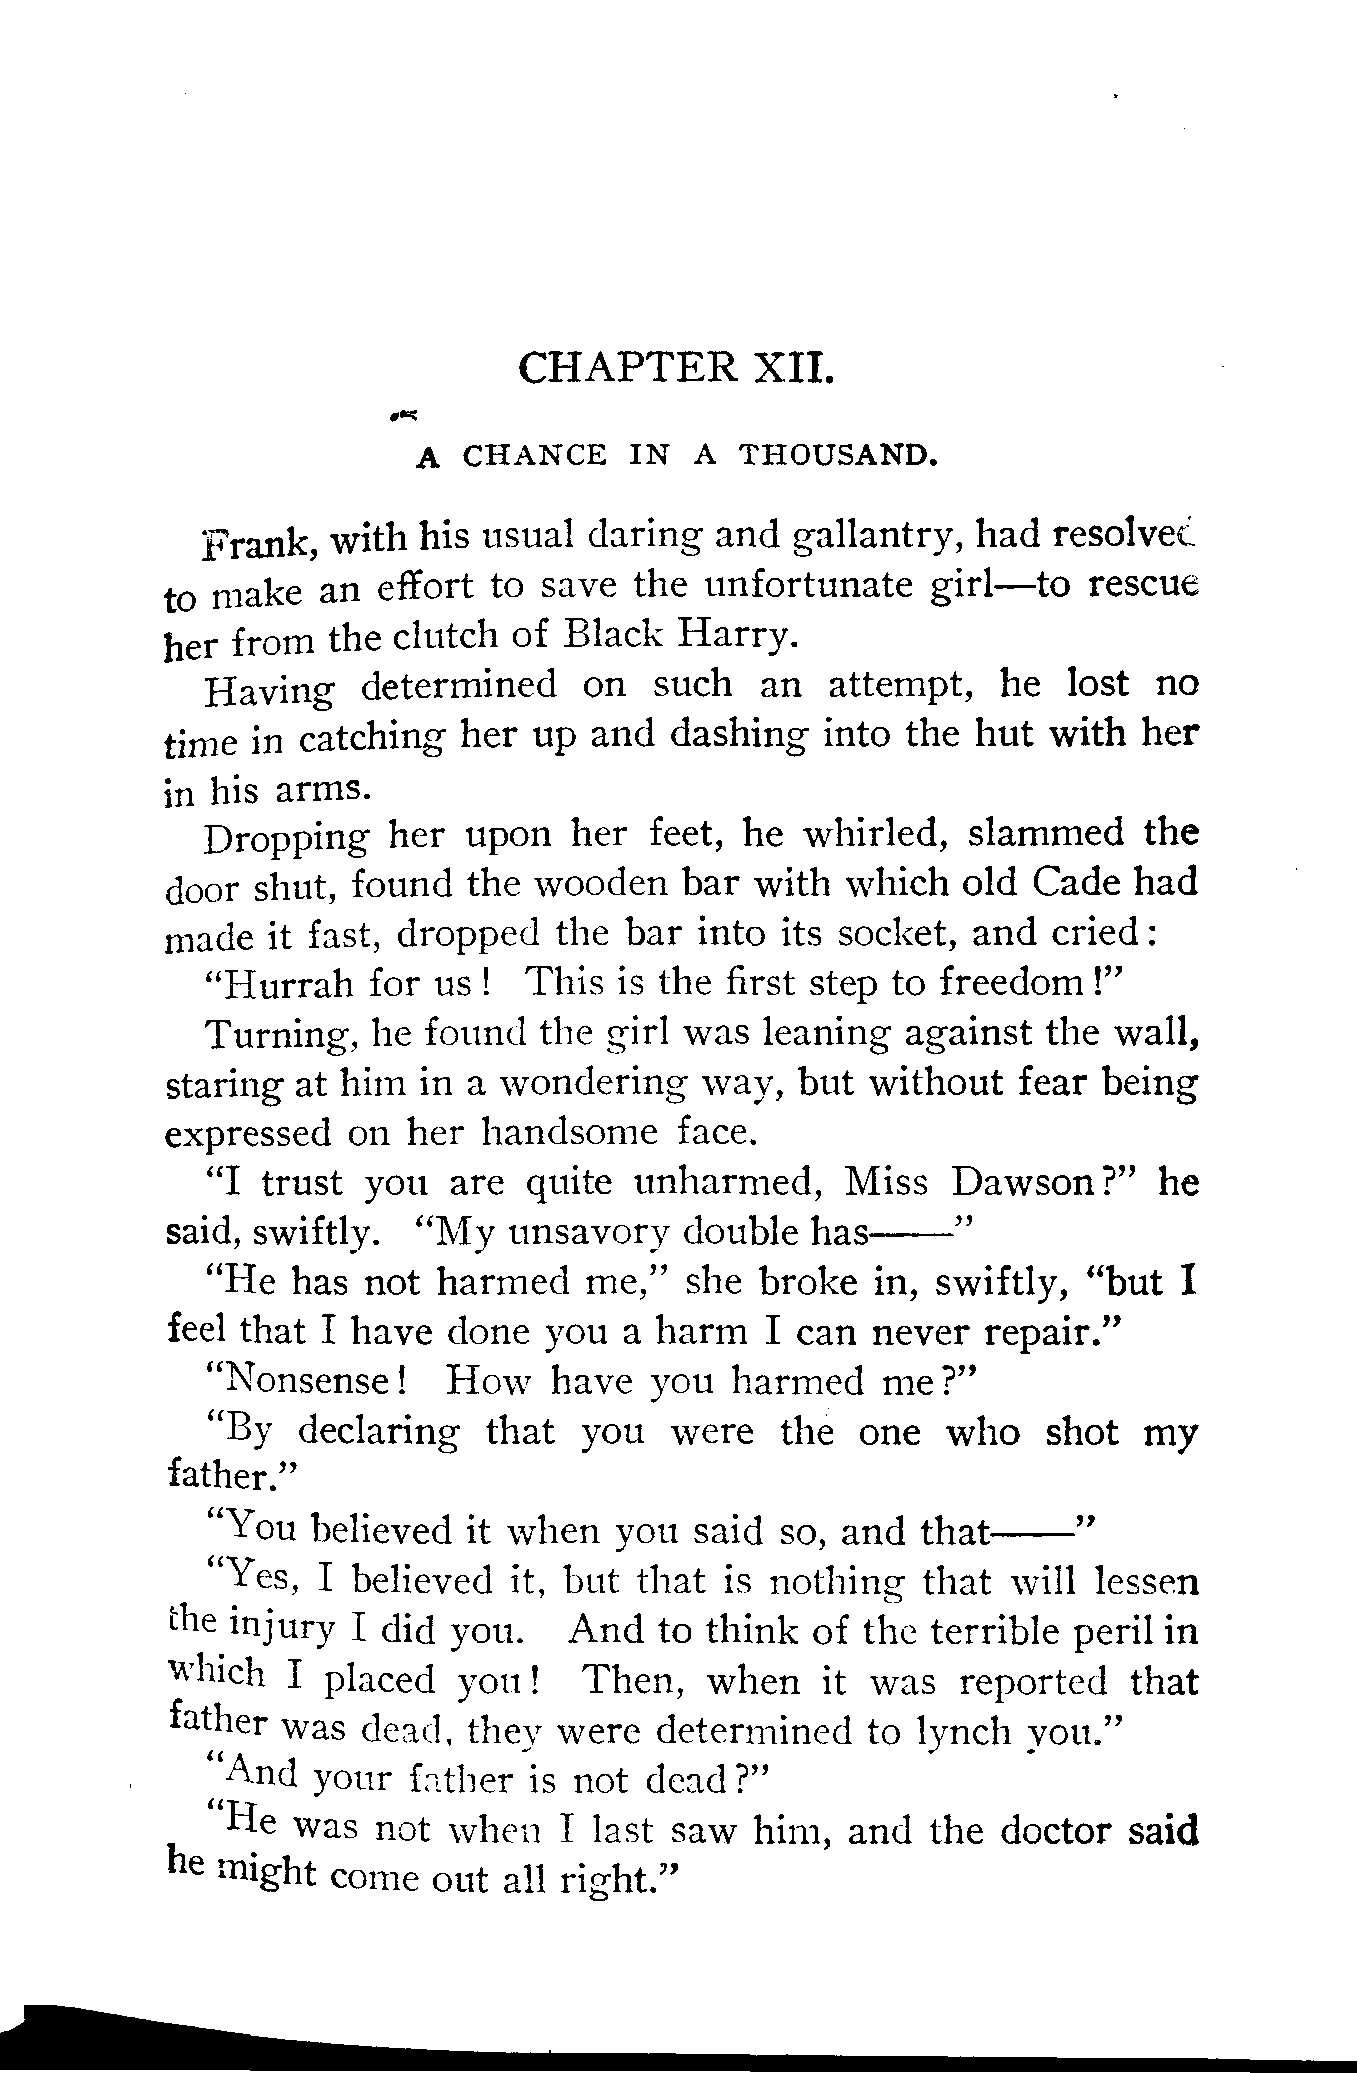 CHAPTER XII.
A CHANCE IN A THOUSAND.
Frank, with his usual daring and gallantry, had resolved
to make an effort to save the unfortunate girl—to rescue
her from the clutch of Black Harry.
Having determined on such an attempt, he lost no
time in catching her up and dashing into the hut with her
in his arms.
Dropping her upon her feet, he whirled, slammed the
door shut, found the wooden bar with which old Cade had
made it fast, dropped the bar into its socket, and cried:
“Hurrah for us! This is the first step to freedom!”
Turning, he found the girl was leaning against the wall,
staring at him in a wondering way, but without fear being
expressed on her handsome face.
“I trust you are quite unharmed, Miss Dawson?” he
said, swiftly. “My unsavory double has——”
“He has not harmed me,” she broke in, swiftly, “but I
feel that I have done you a harm I can never repair.”
“Nonsense! How have you harmed me?”
“By declaring that you were the one who shot my
father.”
“You believed it when you said so, and that——”
“Yes, I believed it, but that is nothing that will lessen
the injury I did you. And to think of the terrible peril in
which I placed you! Then, when it was reported that
father was dead, they were determined to lynch you.”
“And your father is not dead?”
“He was not when I last saw him, and the doctor said
he might come out all right.”